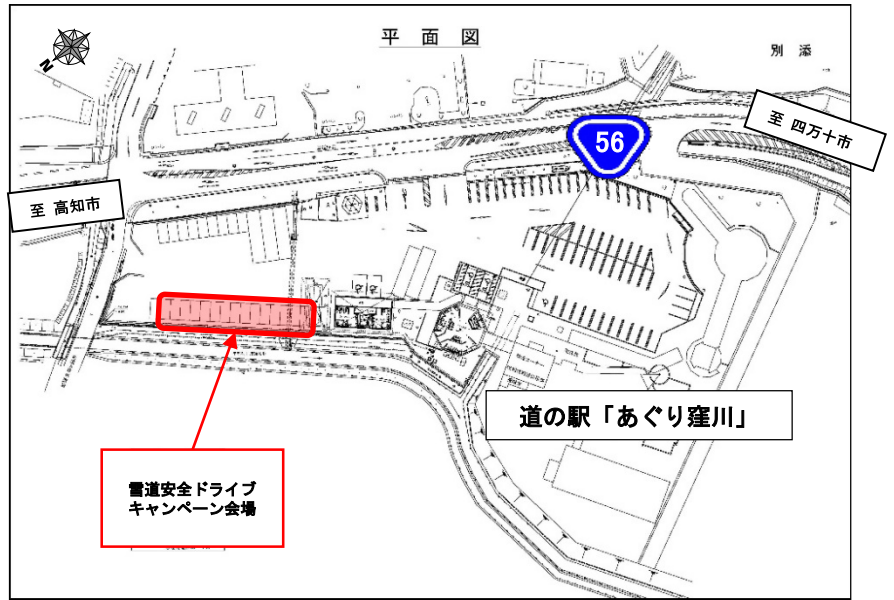 平面図
別添
N
56
至 四万十市
至 高知市
道の駅「あぐり窪川」
雪道安全ドライブ
キャンペーン会場